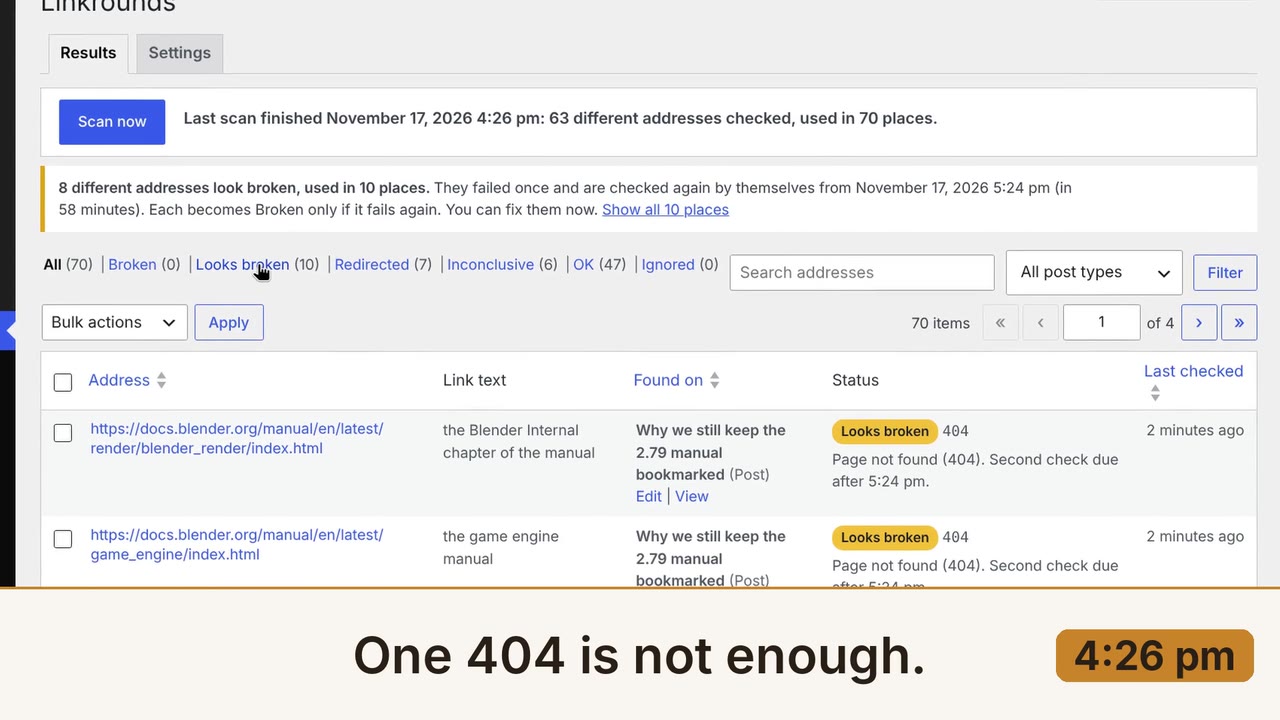 Linkrounds
Results
Settings
Scan now
Last scan finished November 17, 2026 4:26 pm: 63 different addresses checked, used in 70 places.
8 different addresses look broken, used in 10 places. They failed once and are checked again by themselves from November 17, 2026 5:24 pm (in
58 minutes). Each becomes Broken only if it fails again. You can fix them now. Show all 10 places
All (70) | Broken (0) | Looks broken (10) | Redirected (7) | Inconclusive (6) | OK (47) | Ignored (0)
Search addresses
All post types
Filter
Bulk actions
Apply
70 items
«
‹
1
of 4
›
»
Address
Link text
Found on
Status
Last checked
https://docs.blender.org/manual/en/latest/
render/blender_render/index.html
the Blender Internal
chapter of the manual
Why we still keep the
2.79 manual
bookmarked (Post)
Edit | View
Looks broken 404
Page not found (404). Second check due
after 5:24 pm.
2 minutes ago
https://docs.blender.org/manual/en/latest/
game_engine/index.html
the game engine
manual
Why we still keep the
2.79 manual
bookmarked (Post)
Looks broken 404
Page not found (404). Second check due
after 5:24 pm.
2 minutes ago
One 404 is not enough.
4:26 pm